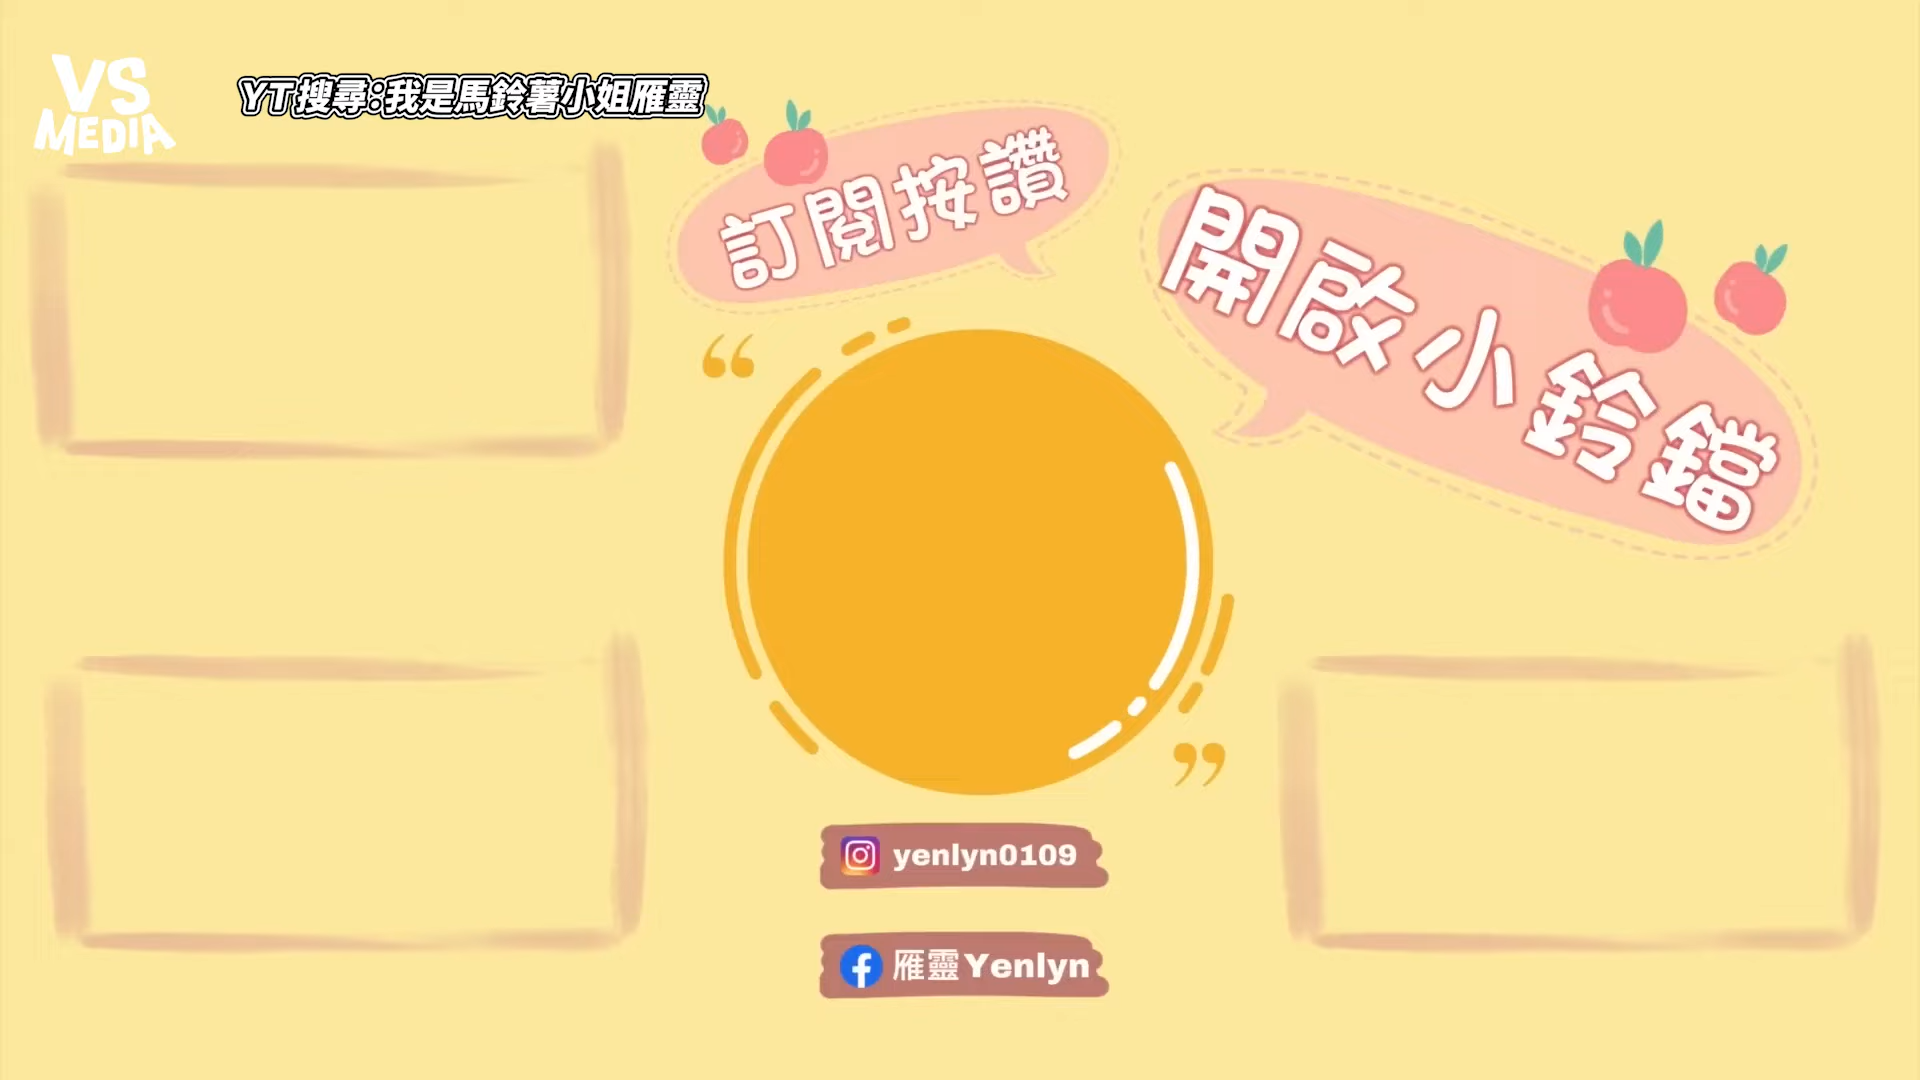 VS
MEDIA
YT搜尋:我是馬鈴薯小姐雁靈
訂閱按讚
開啟小鈴鐺
yenlyn0109
雁靈Yenlyn